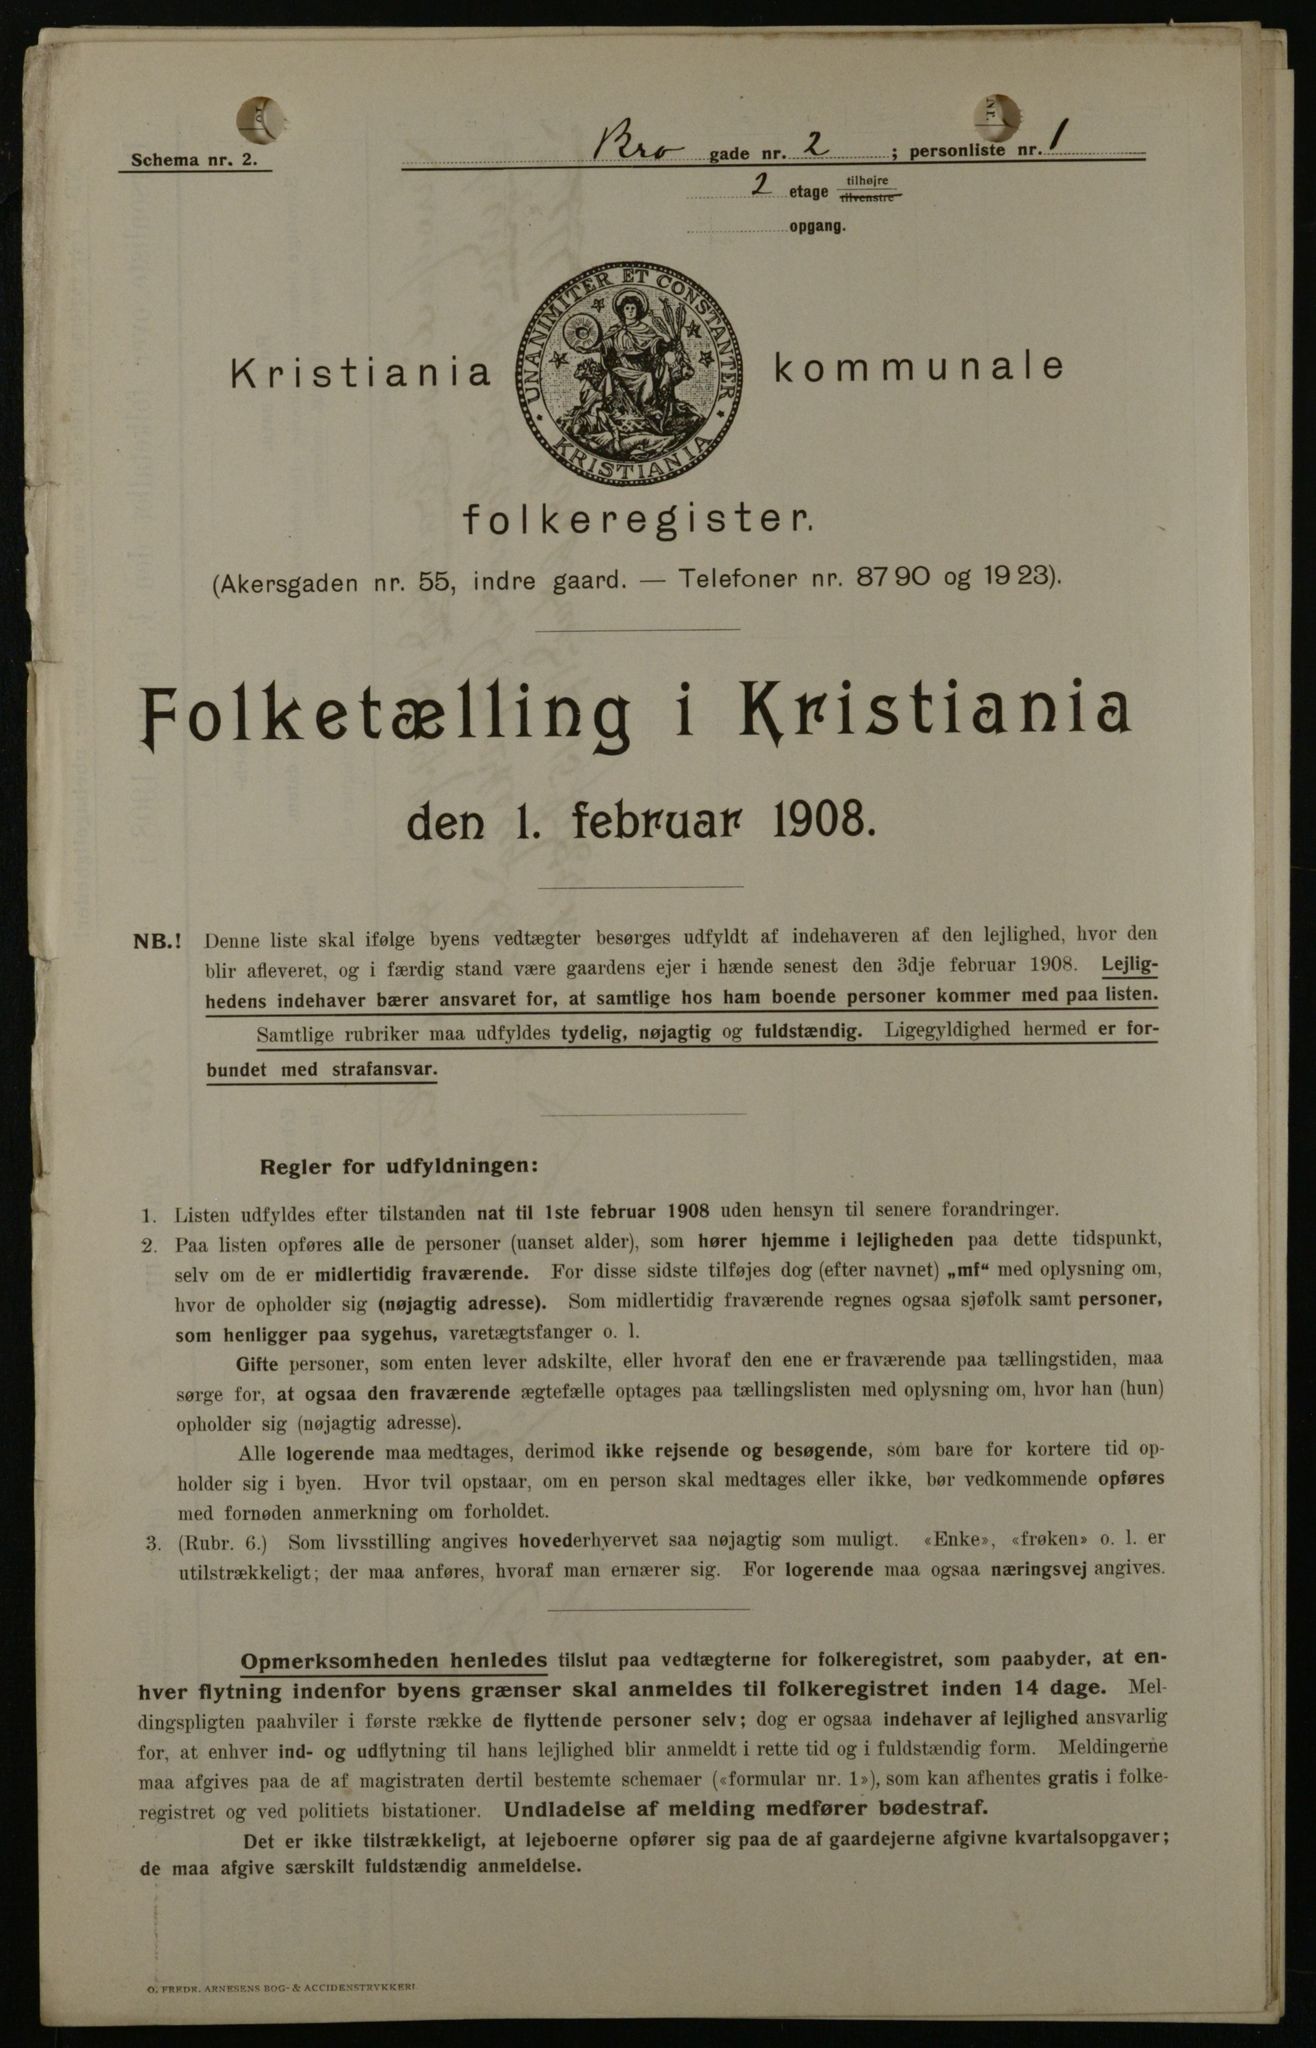 Schema nr. 2.
Bro gade nr. 2 ; personliste nr. 1
2 etage tilhøjre
tilvenstre
opgang.
UNANIMITER ET CONSTANTER
KRISTIANIA
Kristiania kommunale
folkeregister.
(Akersgaden nr. 55, indre gaard. — Telefoner nr. 87 90 og 19 23).
Folketælling i Kristiania
den 1. februar 1908.
NB.! Denne liste skal ifølge byens vedtægter besørges udfyldt af indehaveren af den lejlighed, hvor den
blir afleveret, og i færdig stand være gaardens ejer i hænde senest den 3dje februar 1908. Lejlig-
hedens indehaver bærer ansvaret for, at samtlige hos ham boende personer kommer med paa listen.
Samtlige rubriker maa udfyldes tydelig, nøjagtig og fuldstændig. Ligegyldighed hermed er for-
bundet med strafansvar.
Regler for udfyldningen:
1. Listen udfyldes efter tilstanden nat til 1ste februar 1908 uden hensyn til senere forandringer.
2. Paa listen opføres alle de personer (uanset alder), som hører hjemme i lejligheden paa dette tidspunkt,
selv om de er midlertidig fraværende. For disse sidste tilføjes dog (efter navnet) „mf" med oplysning om,
hvor de opholder sig (nøjagtig adresse). Som midlertidig fraværende regnes ogsaa sjøfolk samt personer,
som henligger paa sygehus, varetægtsfanger o. l.
Gifte personer, som enten lever adskilte, eller hvoraf den ene er fraværende paa tællingstiden, maa
sørge for, at ogsaa den fraværende ægtefælle optages paa tællingslisten med oplysning om, hvor han (hun)
opholder sig (nøjagtig adresse).
Alle logerende maa medtages, derimod ikke rejsende og besøgende, som bare for kortere tid op-
holder sig i byen. Hvor tvil opstaar, om en person skal medtages eller ikke, bør vedkommende opføres
med fornøden anmerkning om forholdet.
3. (Rubr. 6.) Som livsstilling angives hovederhvervet saa nøjagtig som muligt. «Enke», «frøken» o. l. er
utilstrækkeligt; der maa anføres, hvoraf man ernærer sig. For logerende maa ogsaa næringsvej angives.
Opmerksomheden henledes tilslut paa vedtægterne for folkeregistret, som paabyder, at en-
hver flytning indenfor byens grænser skal anmeldes til folkeregistret inden 14 dage. Mel-
dingspligten paahviler i første række de flyttende personer selv; dog er ogsaa indehaver af lejlighed ansvarlig
for, at enhver ind- og udflytning til hans lejlighed blir anmeldt i rette tid og i fuldstændig form. Meldingerne
maa afgives paa de af magistraten dertil bestemte schemaer («formular nr. 1»), som kan afhentes gratis i folke-
registret og ved politiets bistationer. Undladelse af melding medfører bødestraf.
Det er ikke tilstrækkeligt, at lejeboerne opfører sig paa de af gaardejerne afgivne kvartalsopgaver;
de maa afgive særskilt fuldstændig anmeldelse.
O. FREDR. ARNESENS BOG- & ACCIDENSTRYKKERI